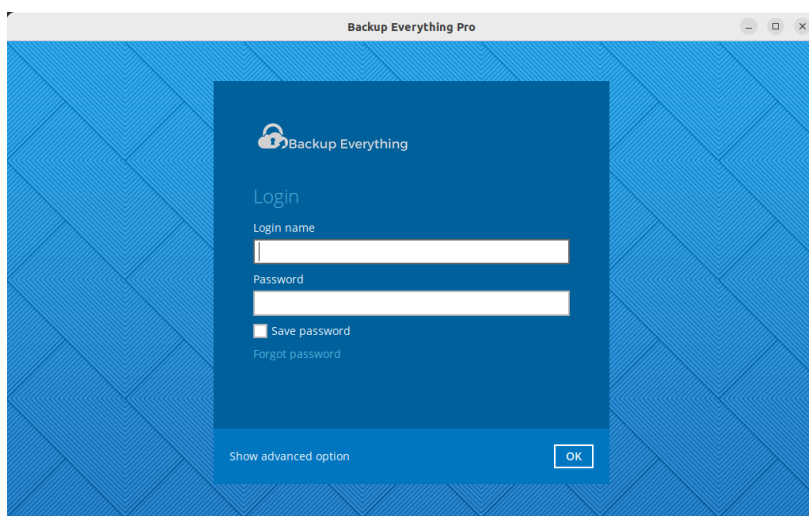 Backup Everything Pro
Backup Everything
Login
Login name
Password
Save password
Forgot password
Show advanced option
OK